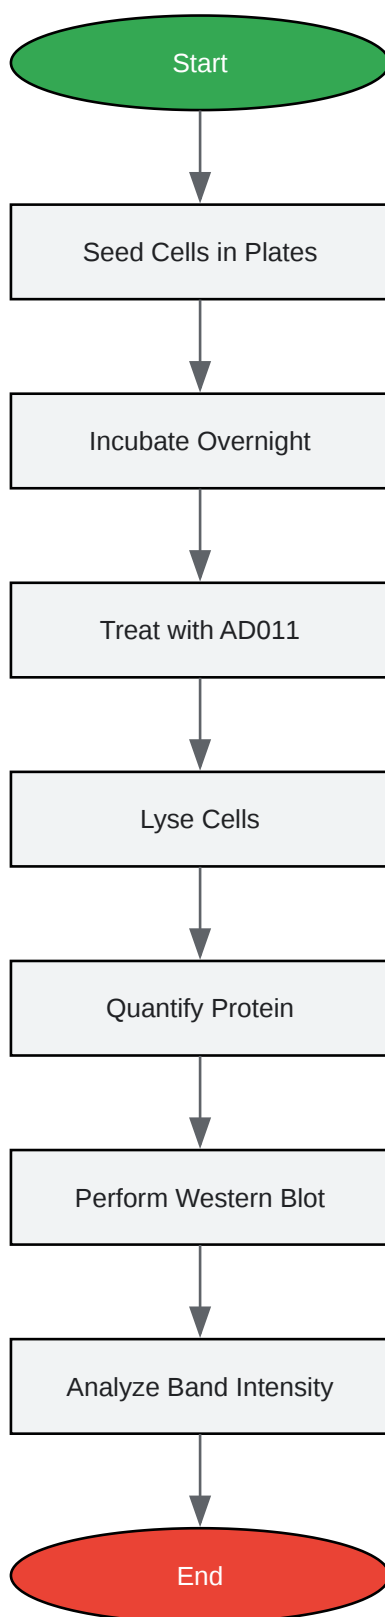 Start
Seed Cells in Plates
Incubate Overnight
Treat with AD011
Lyse Cells
Quantify Protein
Perform Western Blot
Analyze Band Intensity
End